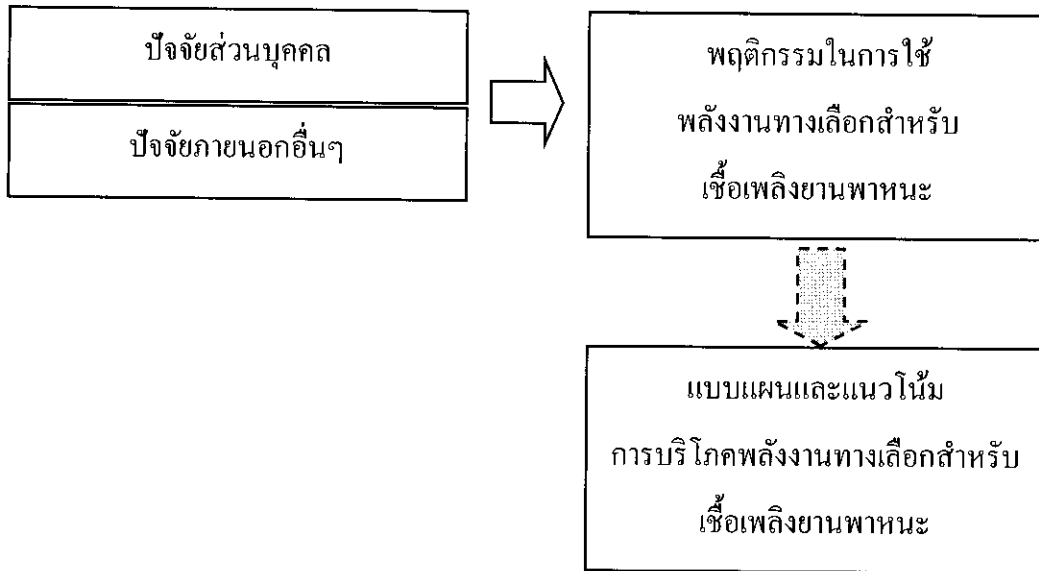 ปัจจัยส่วนบุคคล
ปัจจัยภายนอกอื่นๆ
พฤติกรรมในการใช้
พลังงานทางเลือกสำหรับ
เชื้อเพลิงยานพาหนะ
แบบแผนและแนวโน้ม
การบริโภคพลังงานทางเลือกสำหรับ
เชื้อเพลิงยานพาหนะ